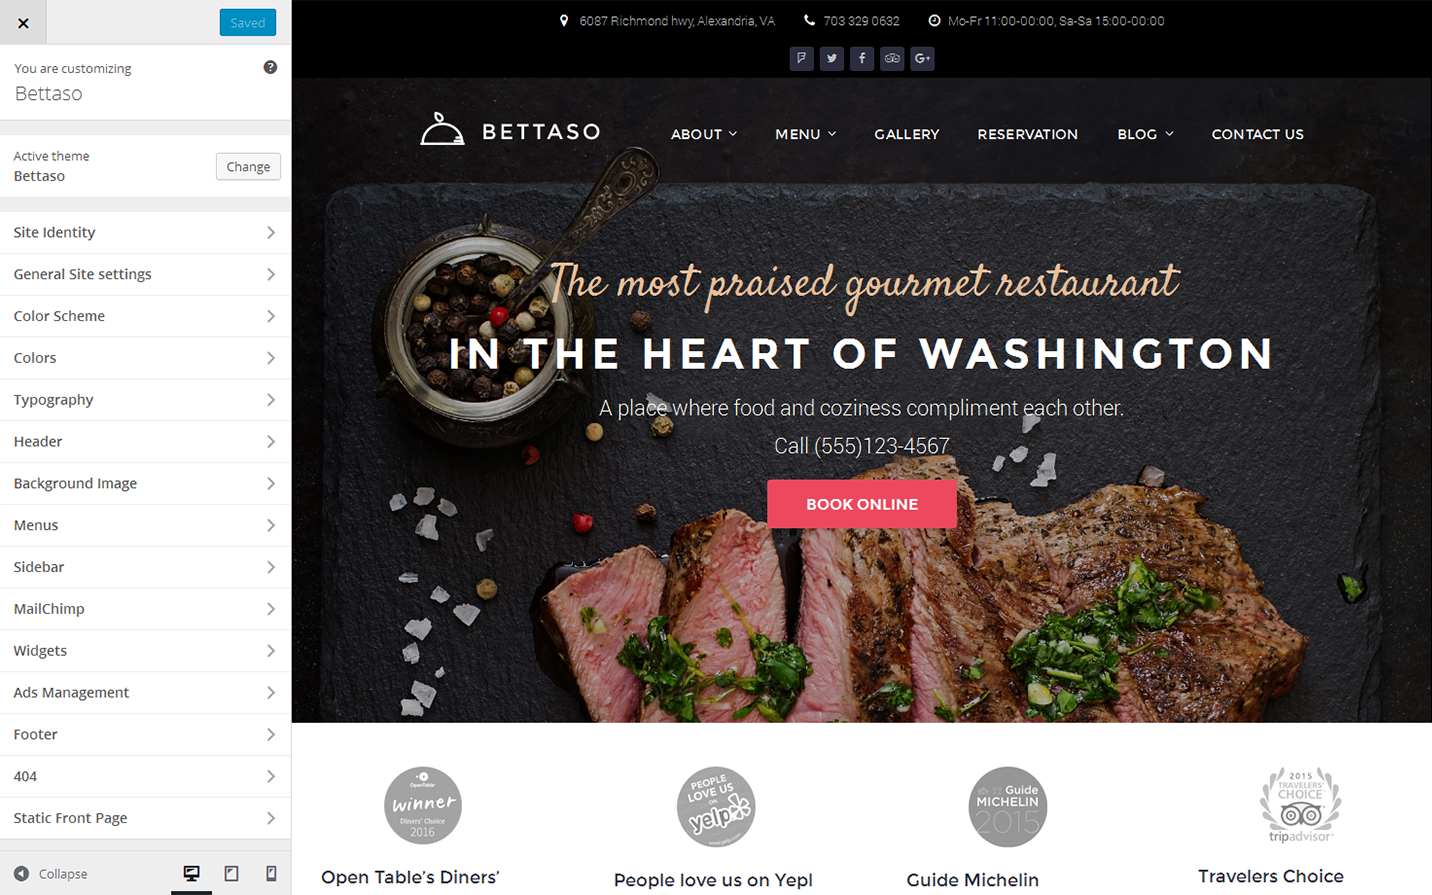 Saved
You are customizing
Bettaso
Active theme
Bettaso
Change
Site Identity
General Site settings
Color Scheme
Colors
Typography
Header
Background Image
Menus
Sidebar
MailChimp
Widgets
Ads Management
Footer
404
Static Front Page
Collapse
6087 Richmond hwy, Alexandria, VA 703 329 0632 Mo-Fr 11:00-00:00, Sa-Sa 15:00-00:00
BETTASO
ABOUT MENU GALLERY RESERVATION BLOG CONTACT US
The most praised gourmet restaurant
IN THE HEART OF WASHINGTON
A place where food and coziness compliment each other.
Call (555)123-4567
BOOK ONLINE
OpenTable
winner
Diners' Choice
2016
Open Table's Diners'
PEOPLE
LOVE US
ON
yelp
www.yelp.com
People love us on Yepl
Guide
MICHELIN
2015
Guide Michelin
2015
TRAVELERS'
CHOICE
tripadvisor
Travelers Choice